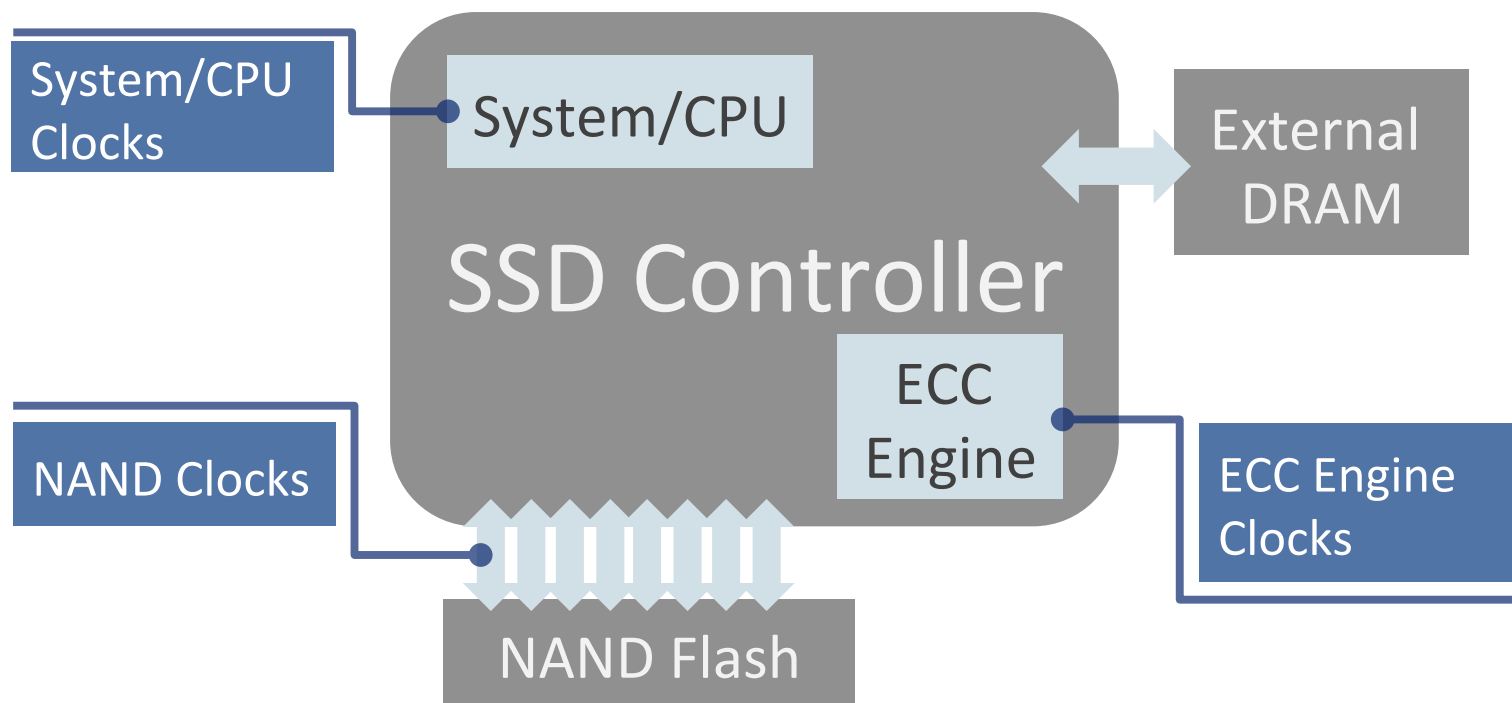 System/CPU
Clocks
System/CPU
External
DRAM
SSD Controller
ECC
Engine
NAND Clocks
ECC Engine
Clocks
NAND Flash